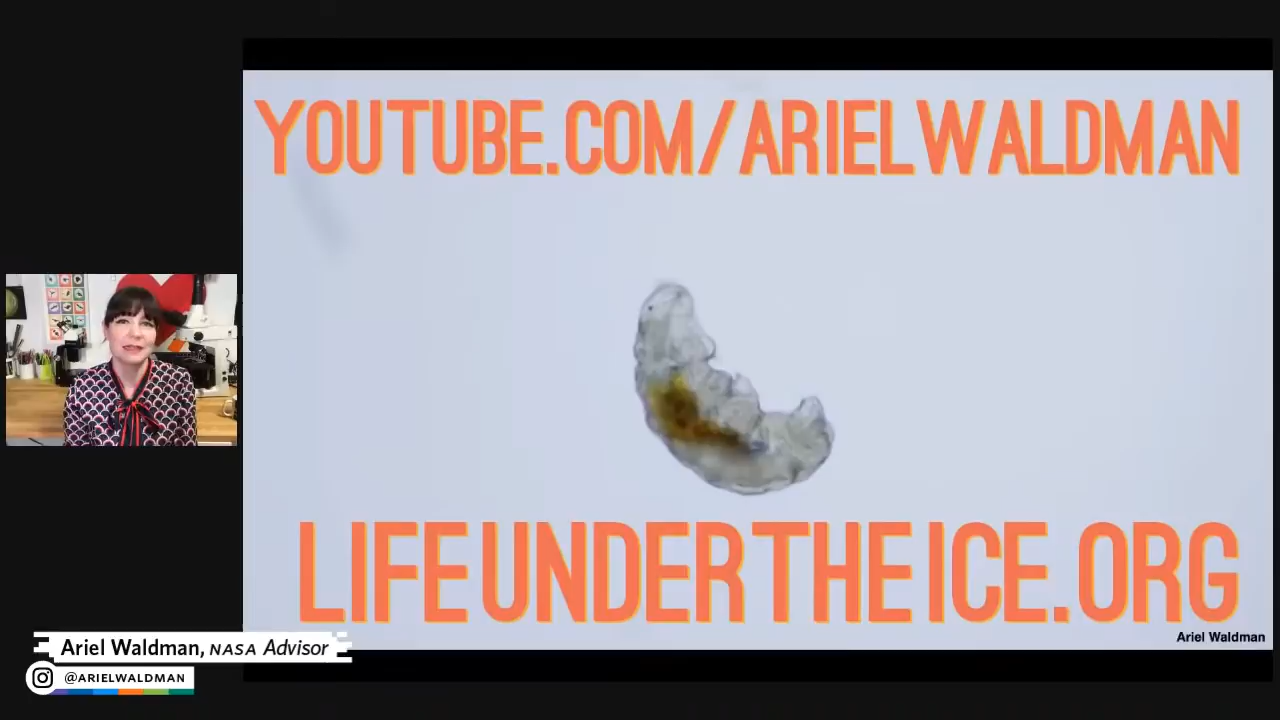 YOUTUBE.COM/ARIELWALDMAN
LIFEUNDERTHEICE.ORG
Ariel Waldman
Ariel Waldman, NASA Advisor
@ARIELWALDMAN